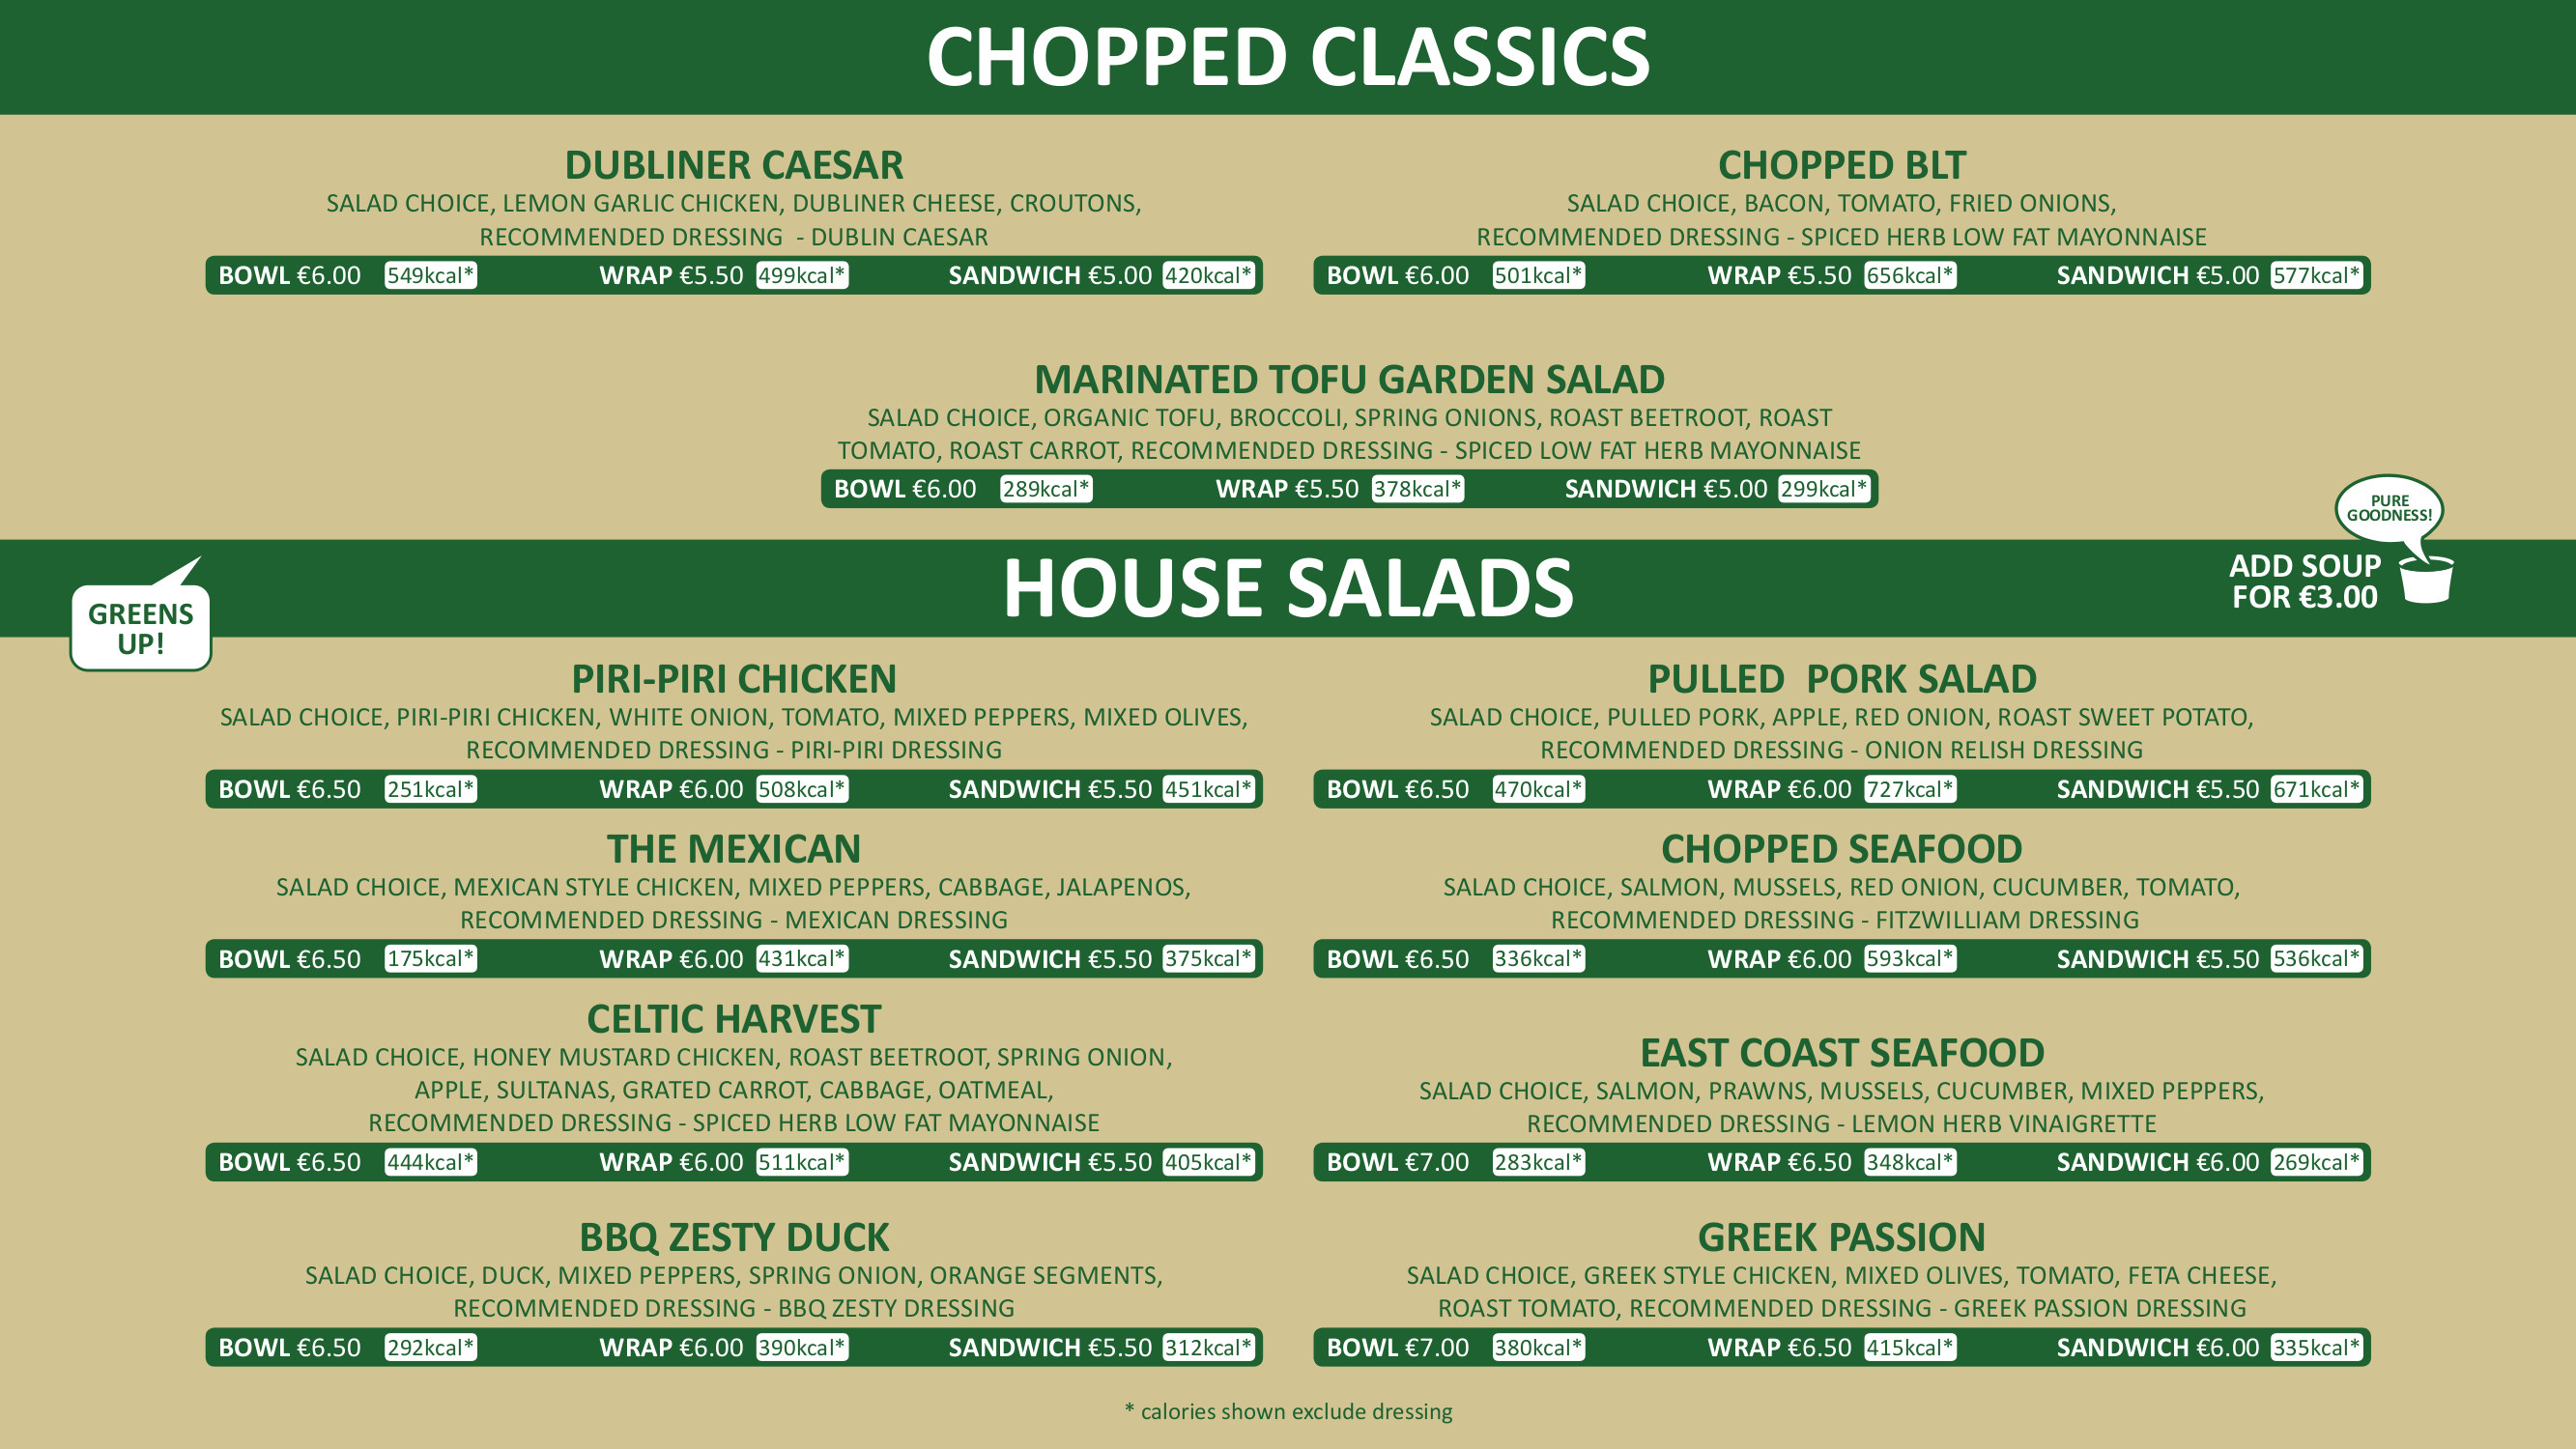 CHOPPED CLASSICS
DUBLINER CAESAR
SALAD CHOICE, LEMON GARLIC CHICKEN, DUBLINER CHEESE, CROUTONS,
RECOMMENDED DRESSING - DUBLIN CAESAR
BOWL €6.00 549kcal* WRAP €5.50 499kcal* SANDWICH €5.00 420kcal*
CHOPPED BLT
SALAD CHOICE, BACON, TOMATO, FRIED ONIONS,
RECOMMENDED DRESSING - SPICED HERB LOW FAT MAYONNAISE
BOWL €6.00 501kcal* WRAP €5.50 656kcal* SANDWICH €5.00 577kcal*
MARINATED TOFU GARDEN SALAD
SALAD CHOICE, ORGANIC TOFU, BROCCOLI, SPRING ONIONS, ROAST BEETROOT, ROAST
TOMATO, ROAST CARROT, RECOMMENDED DRESSING - SPICED LOW FAT HERB MAYONNAISE
BOWL €6.00 289kcal* WRAP €5.50 378kcal* SANDWICH €5.00 299kcal*
PURE
GOODNESS!
GREENS
UP!
HOUSE SALADS
ADD SOUP
FOR €3.00
PIRI-PIRI CHICKEN
SALAD CHOICE, PIRI-PIRI CHICKEN, WHITE ONION, TOMATO, MIXED PEPPERS, MIXED OLIVES,
RECOMMENDED DRESSING - PIRI-PIRI DRESSING
BOWL €6.50 251kcal* WRAP €6.00 508kcal* SANDWICH €5.50 451kcal*
PULLED PORK SALAD
SALAD CHOICE, PULLED PORK, APPLE, RED ONION, ROAST SWEET POTATO,
RECOMMENDED DRESSING - ONION RELISH DRESSING
BOWL €6.50 470kcal* WRAP €6.00 727kcal* SANDWICH €5.50 671kcal*
THE MEXICAN
SALAD CHOICE, MEXICAN STYLE CHICKEN, MIXED PEPPERS, CABBAGE, JALAPENOS,
RECOMMENDED DRESSING - MEXICAN DRESSING
BOWL €6.50 175kcal* WRAP €6.00 431kcal* SANDWICH €5.50 375kcal*
CHOPPED SEAFOOD
SALAD CHOICE, SALMON, MUSSELS, RED ONION, CUCUMBER, TOMATO,
RECOMMENDED DRESSING - FITZWILLIAM DRESSING
BOWL €6.50 336kcal* WRAP €6.00 593kcal* SANDWICH €5.50 536kcal*
CELTIC HARVEST
SALAD CHOICE, HONEY MUSTARD CHICKEN, ROAST BEETROOT, SPRING ONION,
APPLE, SULTANAS, GRATED CARROT, CABBAGE, OATMEAL,
RECOMMENDED DRESSING - SPICED HERB LOW FAT MAYONNAISE
BOWL €6.50 444kcal* WRAP €6.00 511kcal* SANDWICH €5.50 405kcal*
EAST COAST SEAFOOD
SALAD CHOICE, SALMON, PRAWNS, MUSSELS, CUCUMBER, MIXED PEPPERS,
RECOMMENDED DRESSING - LEMON HERB VINAIGRETTE
BOWL €7.00 283kcal* WRAP €6.50 348kcal* SANDWICH €6.00 269kcal*
BBQ ZESTY DUCK
SALAD CHOICE, DUCK, MIXED PEPPERS, SPRING ONION, ORANGE SEGMENTS,
RECOMMENDED DRESSING - BBQ ZESTY DRESSING
BOWL €6.50 292kcal* WRAP €6.00 390kcal* SANDWICH €5.50 312kcal*
GREEK PASSION
SALAD CHOICE, GREEK STYLE CHICKEN, MIXED OLIVES, TOMATO, FETA CHEESE,
ROAST TOMATO, RECOMMENDED DRESSING - GREEK PASSION DRESSING
BOWL €7.00 380kcal* WRAP €6.50 415kcal* SANDWICH €6.00 335kcal*
* calories shown exclude dressing